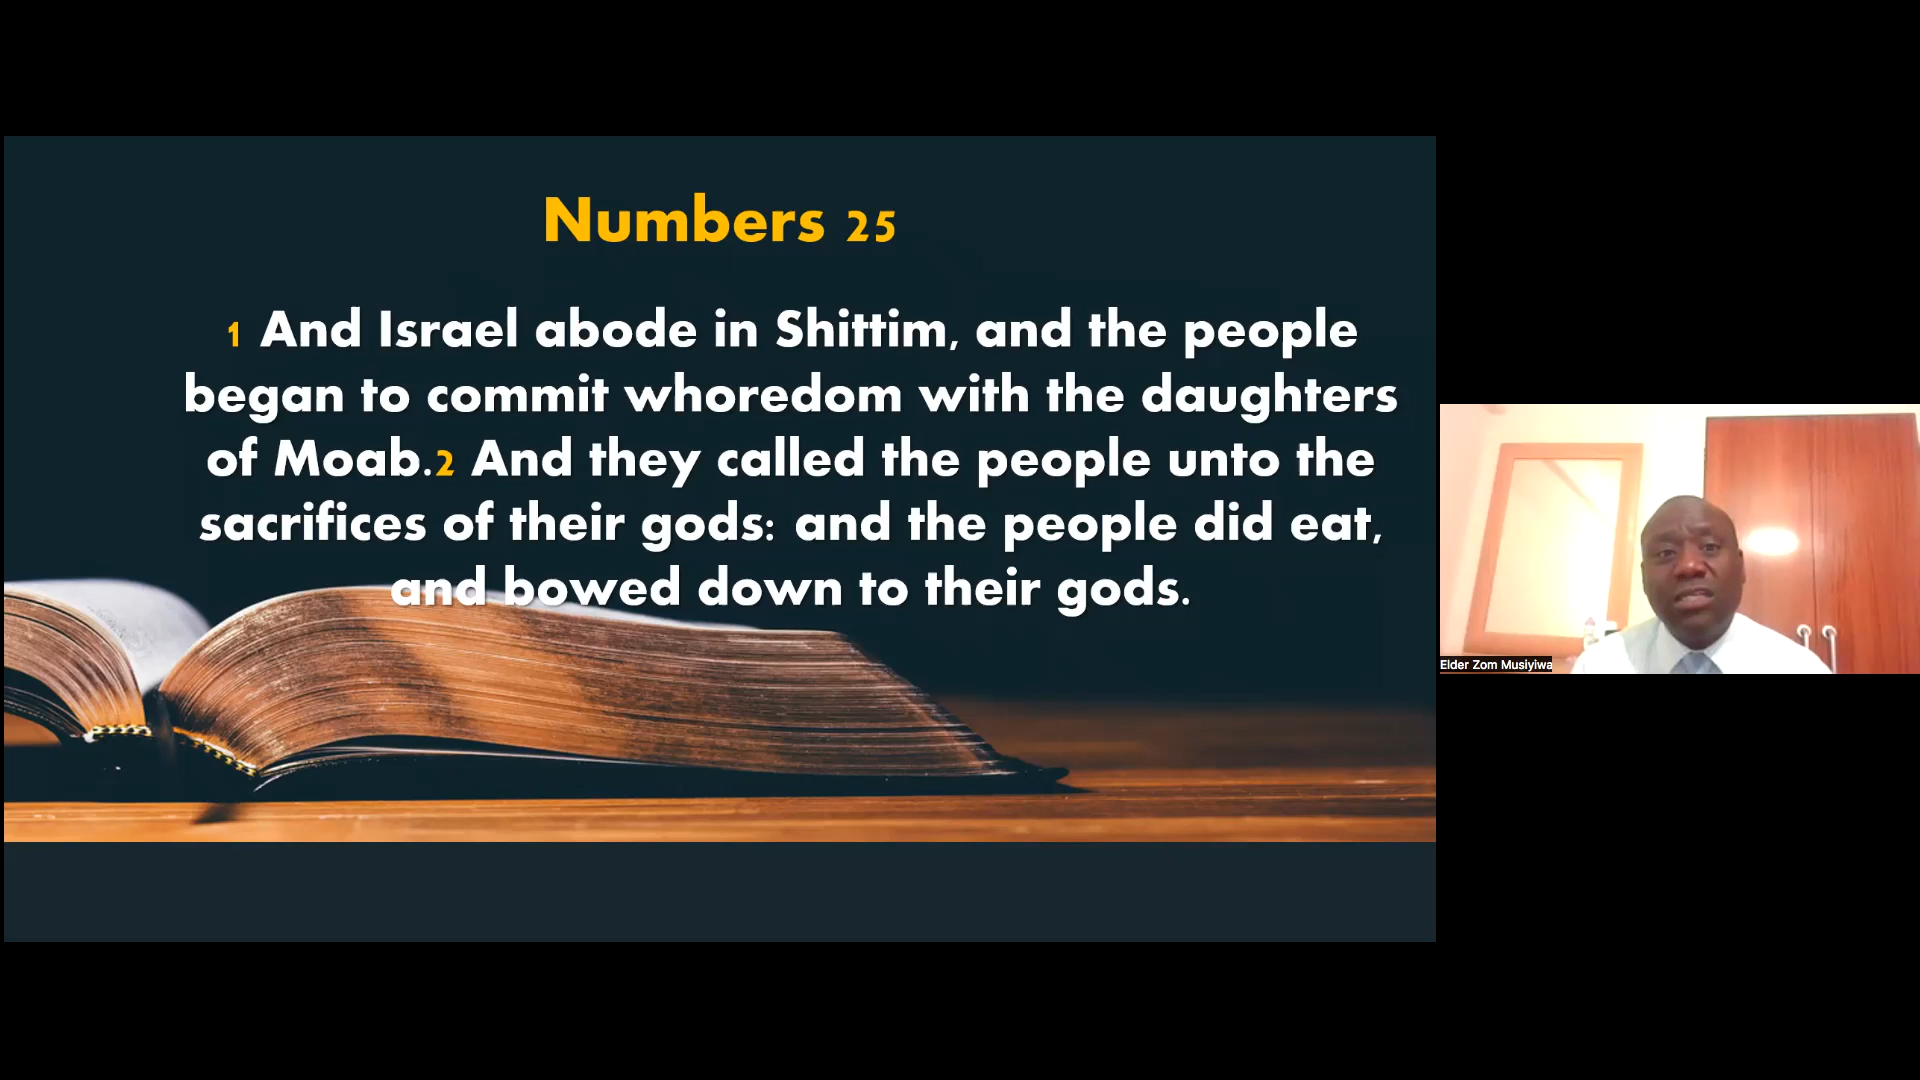 Numbers 25
1 And Israel abode in Shittim, and the people
began to commit whoredom with the daughters
of Moab.2 And they called the people unto the
sacrifices of their gods: and the people did eat,
and bowed down to their gods.
Elder Zom Musiyiwa